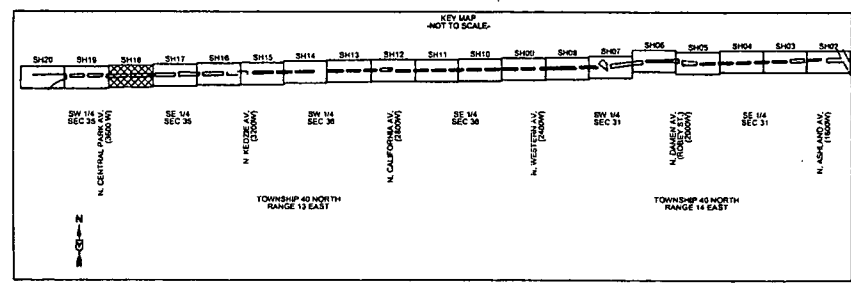 KEY MAP
-NOT TO SCALE-
SH20 SH19 SH18 SH17 SH16 SH15 SH14 SH13 SH12 SH11 SH10 SH09 SH08 SH07 SH06 SH05 SH04 SH03 SH02
SW 1/4
SEC 35
N. CENTRAL PARK AV.
(3600 W)
SE 1/4
SEC 35
N KEDZIE AV.
(3200W)
SW 1/4
SEC 36
N. CALIFORNIA AV.
(2800W)
SE 1/4
SEC 36
N. WESTERN AV.
(2400W)
SW 1/4
SEC 31
N. DAMEN AV.
(ROBEY ST.)
(2000W)
SE 1/4
SEC 31
N. ASHLAND AV.
(1600W)
TOWNSHIP 40 NORTH
RANGE 13 EAST
TOWNSHIP 40 NORTH
RANGE 14 EAST
N